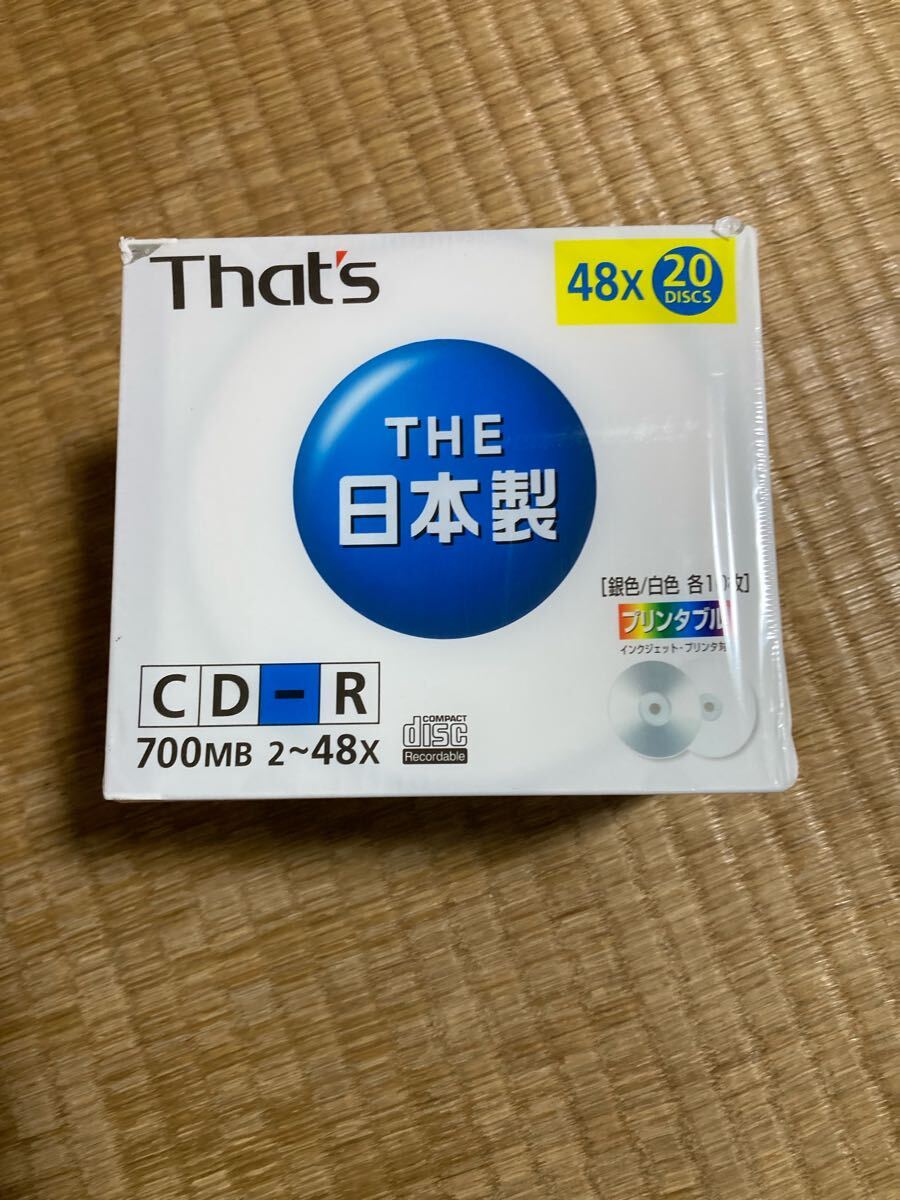 That's
48X 20
DISCS
THE
日本製
[銀色/白色 各10枚]
プリンタブル
インクジェット・プリンタ対
CD-R
700MB 2~48X
COMPACT
disc
Recordable